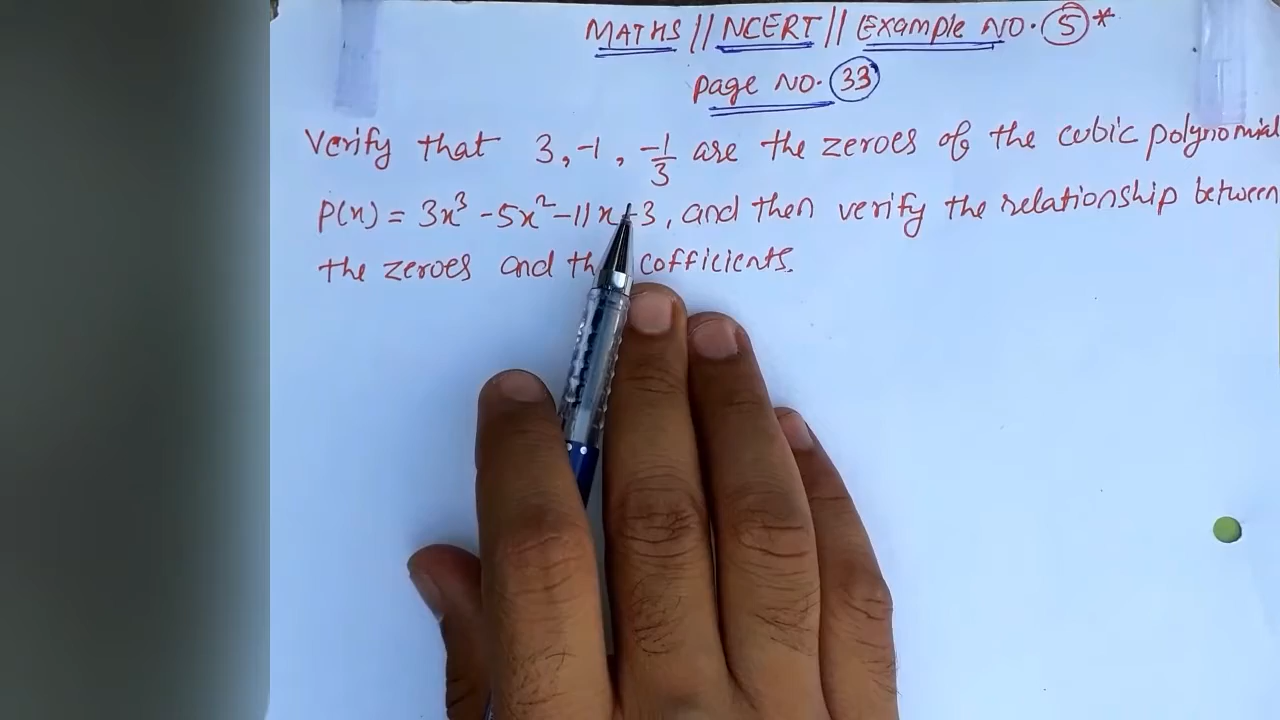 MATHS // NCERT // Example NO. 5 *
Page NO. 33
Verify that 3, -1, -1/3 are the zeroes of the cubic polynomial
P(x) = 3x³ - 5x² - 11x - 3, and then verify the relationship between
the zeroes and the cofficients.